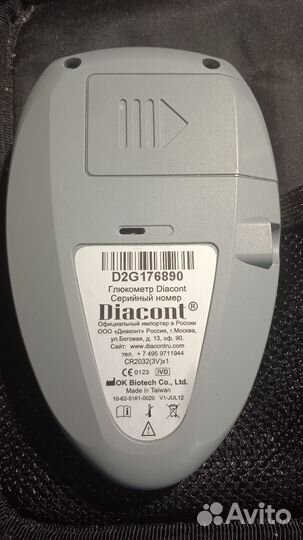 D2G176890
Глюкометр Diacont
Серийный номер
Diacont®
Официальный импортер в России
ООО «Диаконт» Россия, г.Москва,
ул.Беговая, д. 13, оф. 90.
Сайт: www.diacontru.com
тел. + 7 495 9711944
CR2032(3V)x1
CE 0123 IVD
OK Biotech Co., Ltd.
Made in Taiwan
10-62-5161-0020 V1-JUL12
Avito